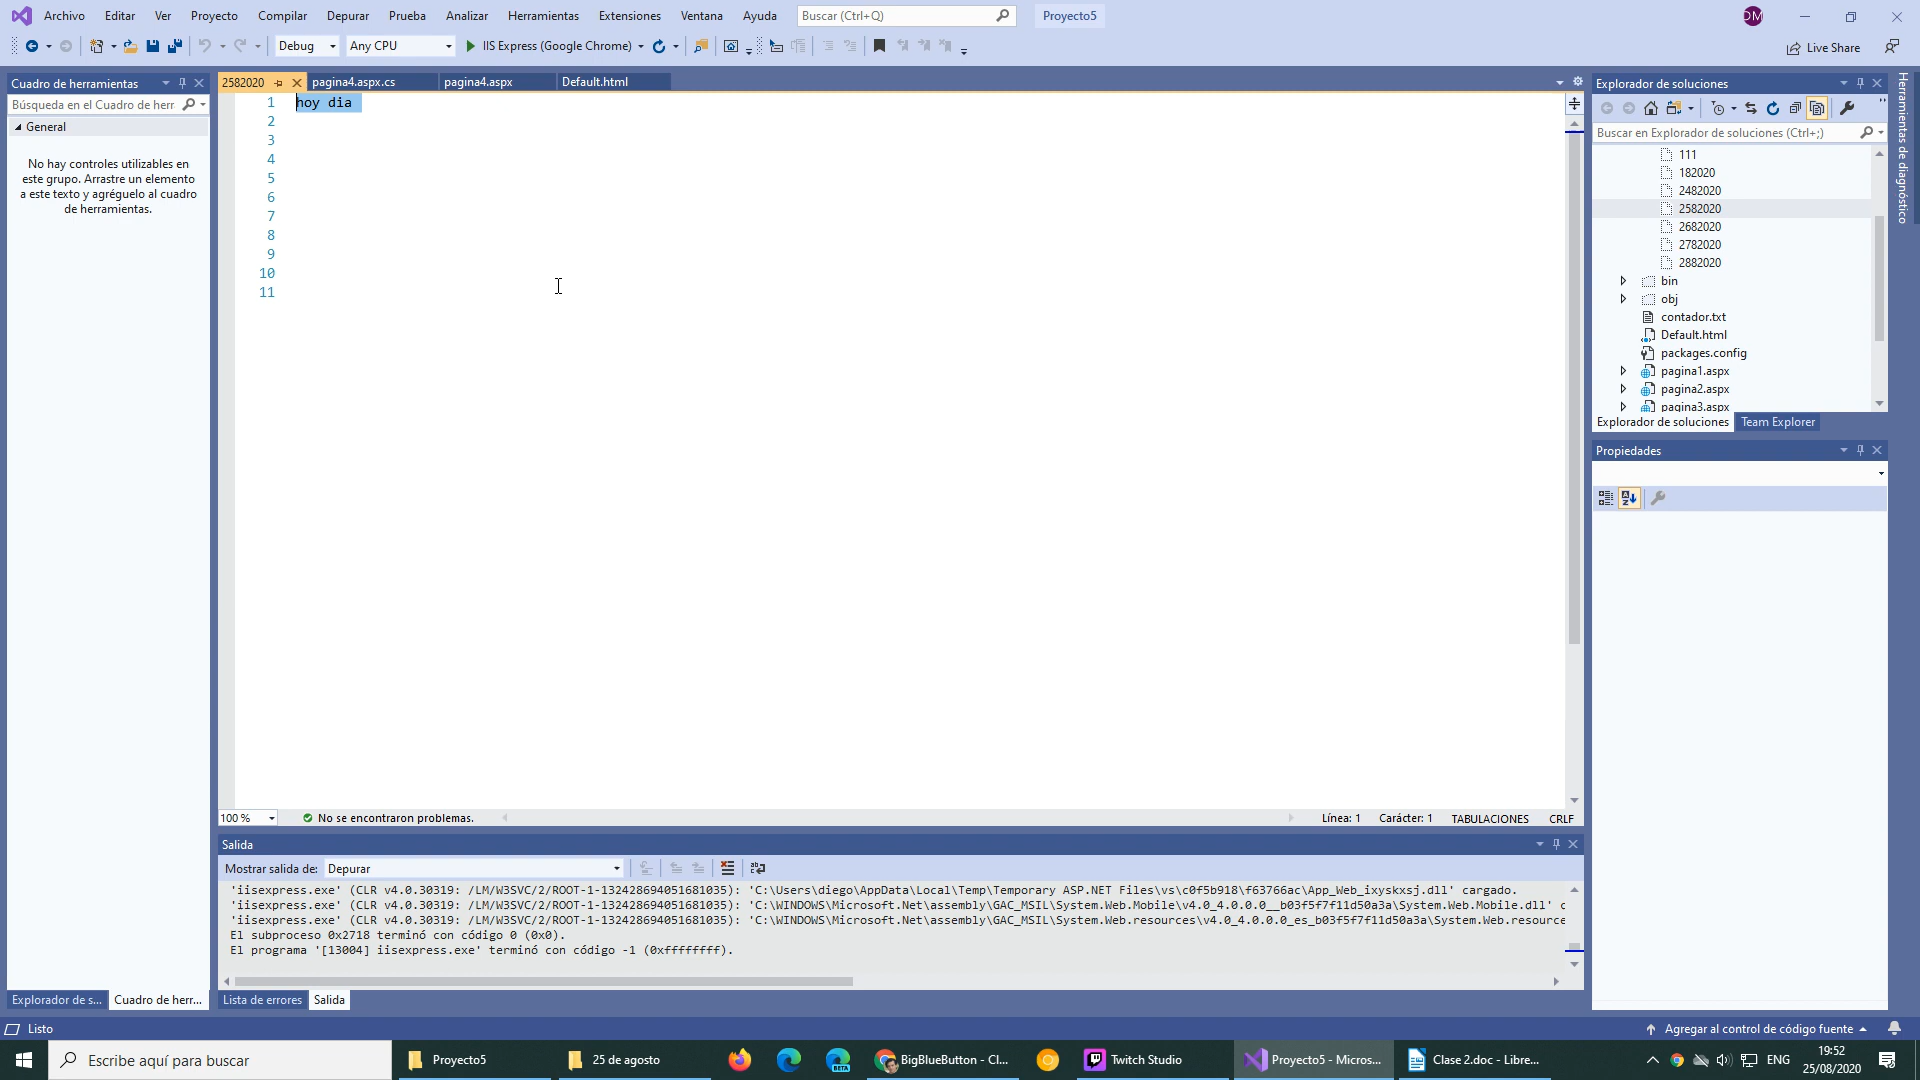 Archivo Editar Ver Proyecto Compilar Depurar Prueba Analizar Herramientas Extensiones Ventana Ayuda Buscar (Ctrl+Q) Proyecto5
DM
Debug Any CPU IIS Express (Google Chrome) Live Share
Cuadro de herramientas
Búsqueda en el Cuadro de herr
General
No hay controles utilizables en
este grupo. Arrastre un elemento
a este texto y agréguelo al cuadro
de herramientas.
2582020 pagina4.aspx.cs pagina4.aspx Default.html
1 hoy dia
2
3
4
5
6
7
8
9
10
11
100 % No se encontraron problemas. Línea: 1 Carácter: 1 TABULACIONES CRLF
Salida
Mostrar salida de: Depurar
'iisexpress.exe' (CLR v4.0.30319: /LM/W3SVC/2/ROOT-1-132428694051681035): 'C:\Users\diego\AppData\Local\Temp\Temporary ASP.NET Files\vs\c0f5b918\f63766ac\App_Web_ixyskxsj.dll' cargado.
'iisexpress.exe' (CLR v4.0.30319: /LM/W3SVC/2/ROOT-1-132428694051681035): 'C:\WINDOWS\Microsoft.Net\assembly\GAC_MSIL\System.Web.Mobile\v4.0_4.0.0.0__b03f5f7f11d50a3a\System.Web.Mobile.dll' c
'iisexpress.exe' (CLR v4.0.30319: /LM/W3SVC/2/ROOT-1-132428694051681035): 'C:\WINDOWS\Microsoft.Net\assembly\GAC_MSIL\System.Web.resources\v4.0_4.0.0.0_es_b03f5f7f11d50a3a\System.Web.resource
El subproceso 0x2718 terminó con código 0 (0x0).
El programa '[13004] iisexpress.exe' terminó con código -1 (0xffffffff).
Explorador de s... Cuadro de herr... Lista de errores Salida
Explorador de soluciones
Buscar en Explorador de soluciones (Ctrl+;)
111
182020
2482020
2582020
2682020
2782020
2882020
bin
obj
contador.txt
Default.html
packages.config
pagina1.aspx
pagina2.aspx
pagina3.aspx
Explorador de soluciones Team Explorer
Propiedades
Herramientas de diagnóstico
Listo Agregar al control de código fuente
Escribe aquí para buscar Proyecto5 25 de agosto BETA BigBlueButton - Cl... Twitch Studio Proyecto5 - Micros... Clase 2.doc - Libre... ENG 19:52
25/08/2020